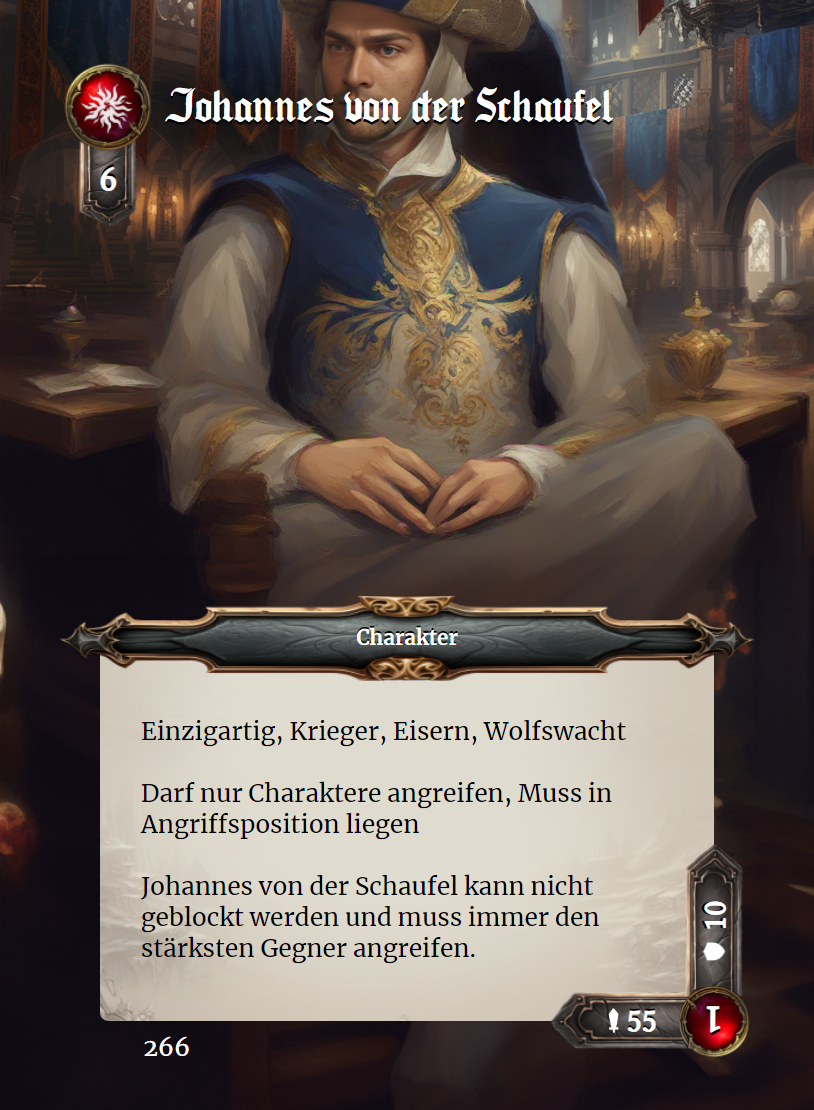 Johannes von der Schaufel
6
Charakter
Einzigartig, Krieger, Eisern, Wolfswacht
Darf nur Charaktere angreifen, Muss in
Angriffsposition liegen
Johannes von der Schaufel kann nicht
geblockt werden und muss immer den
stärksten Gegner angreifen.
10
55
1
266